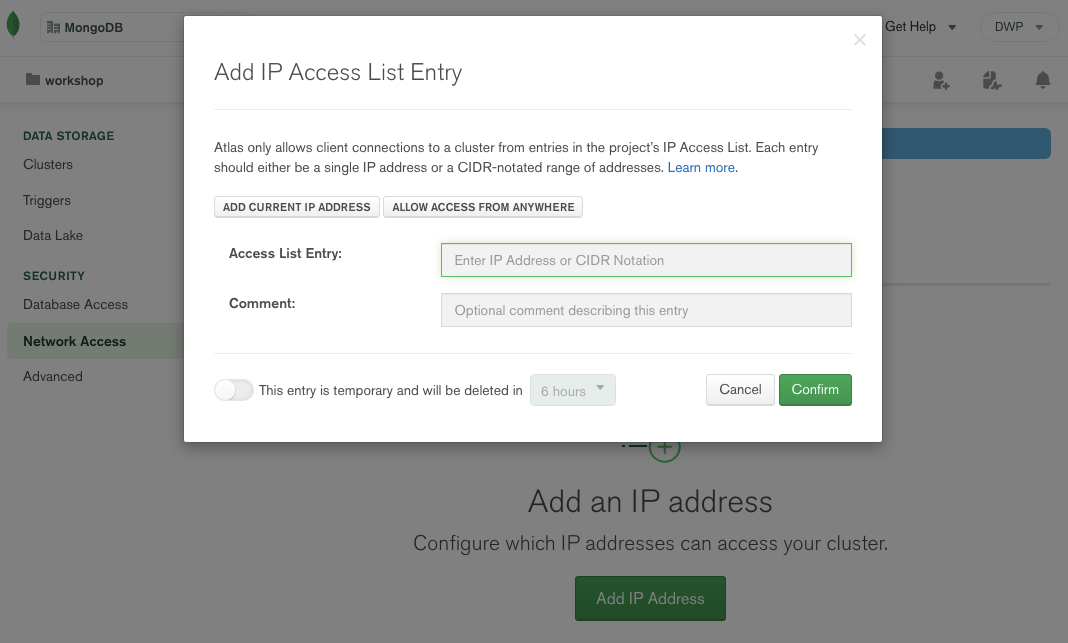 MongoDB
Get Help
DWP
workshop
DATA STORAGE
Clusters
Triggers
Data Lake
SECURITY
Database Access
Network Access
Advanced
Add IP Access List Entry
Atlas only allows client connections to a cluster from entries in the project's IP Access List. Each entry
should either be a single IP address or a CIDR-notated range of addresses. Learn more.
ADD CURRENT IP ADDRESS
ALLOW ACCESS FROM ANYWHERE
Access List Entry:
Enter IP Address or CIDR Notation
Comment:
Optional comment describing this entry
This entry is temporary and will be deleted in
6 hours
Cancel
Confirm
Add an IP address
Configure which IP addresses can access your cluster.
Add IP Address